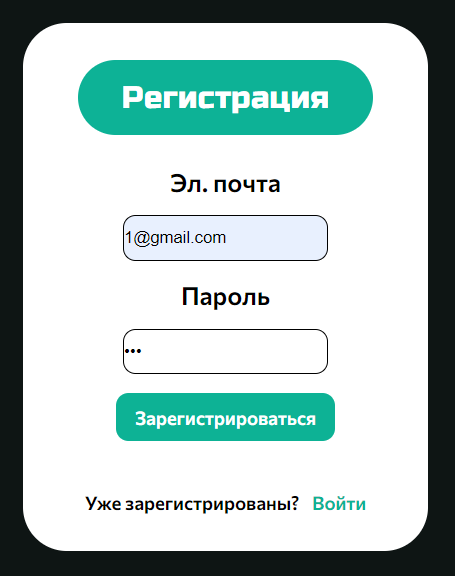 Регистрация
Эл. почта
1@gmail.com
Пароль
•••
Зарегистрироваться
Уже зарегистрированы? Войти